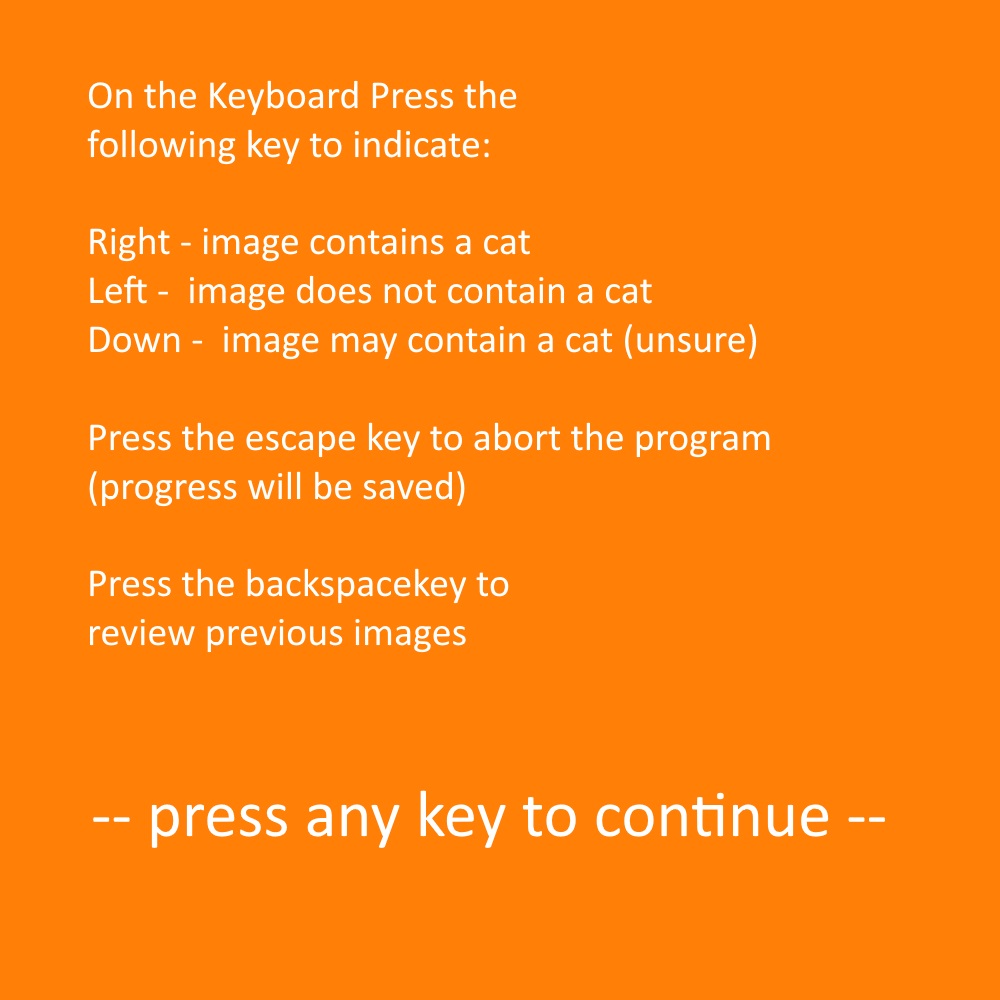 On the Keyboard Press the
following key to indicate:
Right - image contains a cat
Left -  image does not contain a cat
Down -  image may contain a cat (unsure)
Press the escape key to abort the program
(progress will be saved)
Press the backspacekey to
review previous images
-- press any key to continue --